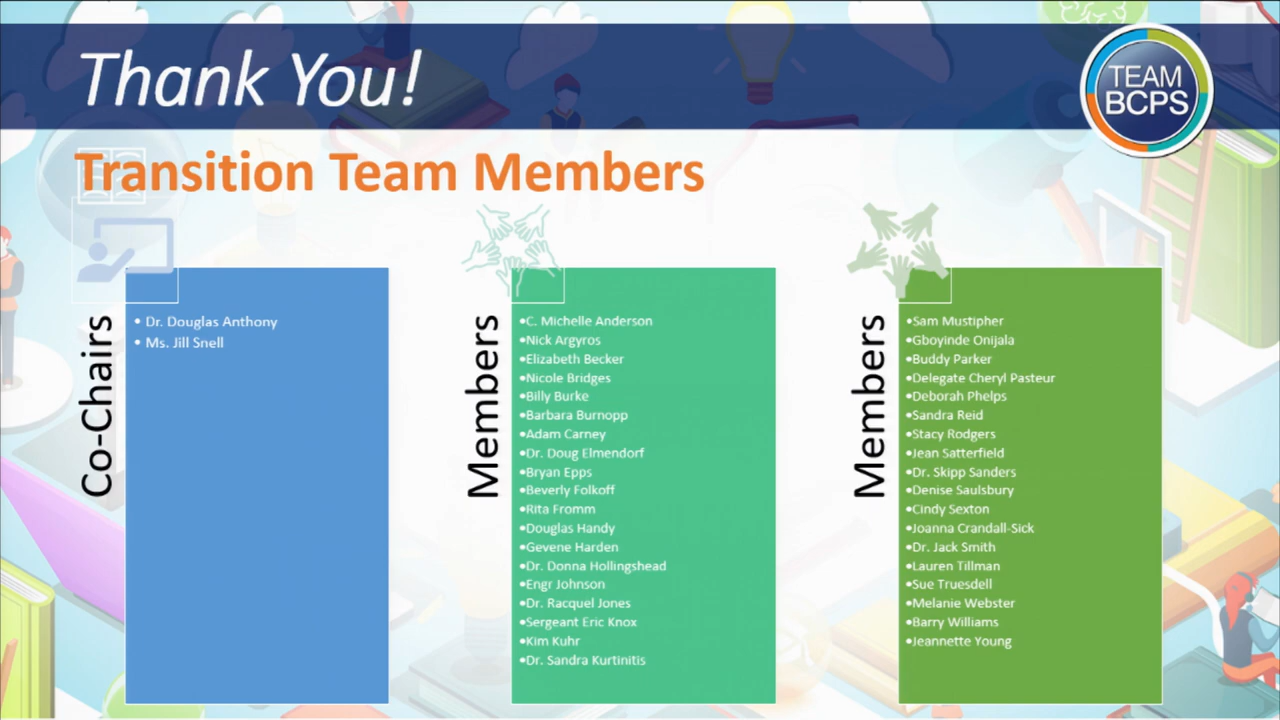 Thank You!
TEAM
BCPS
Transition Team Members
Co-Chairs
• Dr. Douglas Anthony
• Ms. Jill Snell
Members
•C. Michelle Anderson
•Nick Argyros
•Elizabeth Becker
•Nicole Bridges
•Billy Burke
•Barbara Burnopp
•Adam Carney
•Dr. Doug Elmendorf
•Bryan Epps
•Beverly Folkoff
•Rita Fromm
•Douglas Handy
•Gevene Harden
•Dr. Donna Hollingshead
•Engr Johnson
•Dr. Racquel Jones
•Sergeant Eric Knox
•Kim Kuhr
•Dr. Sandra Kurtinitis
Members
•Sam Mustipher
•Gboyinde Onijala
•Buddy Parker
•Delegate Cheryl Pasteur
•Deborah Phelps
•Sandra Reid
•Stacy Rodgers
•Jean Satterfield
•Dr. Skipp Sanders
•Denise Saulsbury
•Cindy Sexton
•Joanna Crandall-Sick
•Dr. Jack Smith
•Lauren Tillman
•Sue Truesdell
•Melanie Webster
•Barry Williams
•Jeannette Young